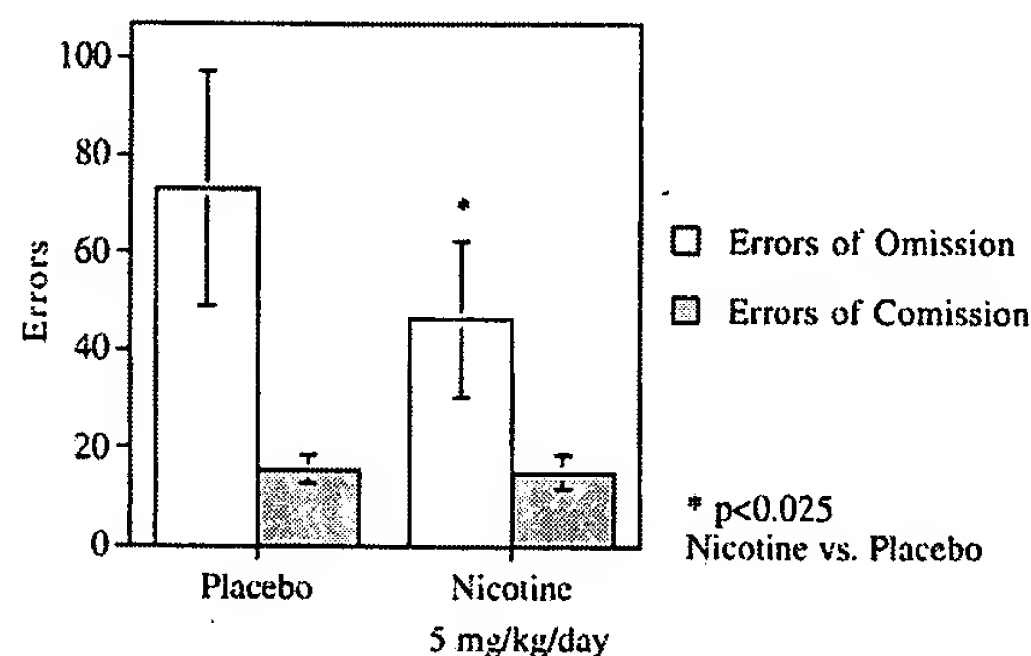 100
80
60
40
20
0
Errors
*
Placebo
Nicotine
5 mg/kg/day
Errors of Omission
Errors of Comission
* p<0.025
Nicotine vs. Placebo